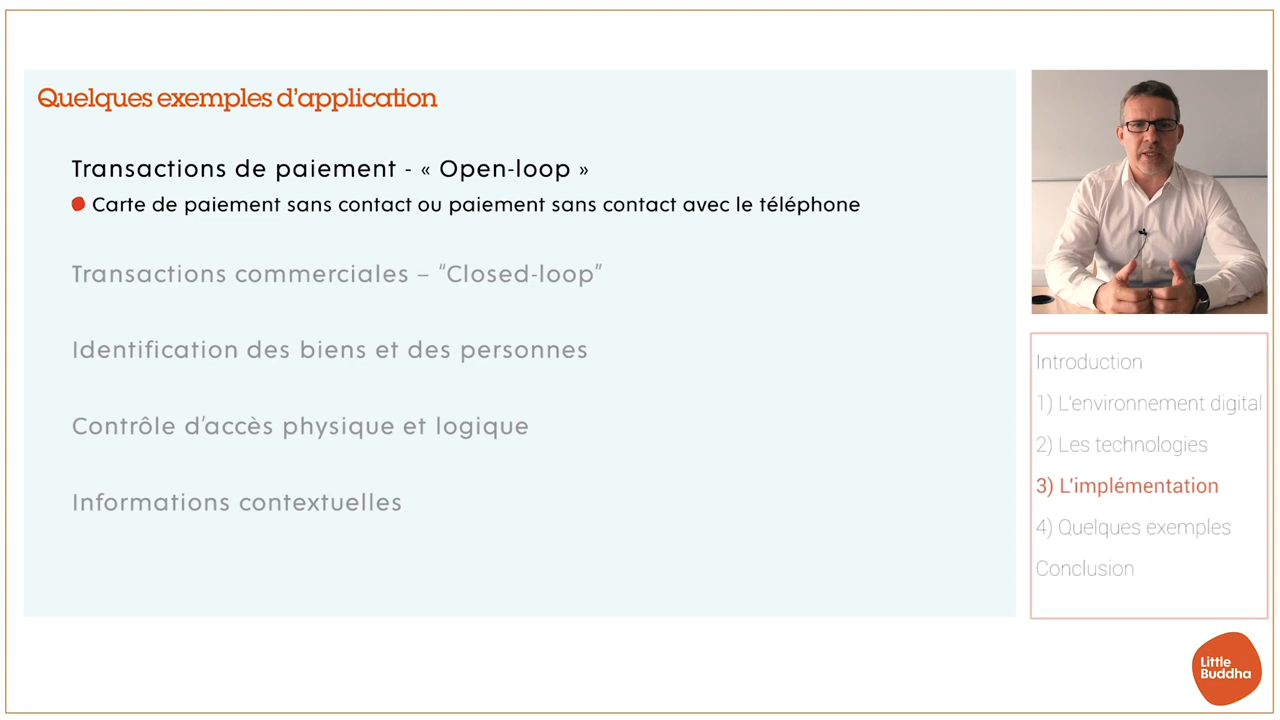 Quelques exemples d'application
Transactions de paiement - « Open-loop »
Carte de paiement sans contact ou paiement sans contact avec le téléphone
Transactions commerciales – “Closed-loop”
Identification des biens et des personnes
Contrôle d'accès physique et logique
Informations contextuelles
Introduction
1) L'environnement digital
2) Les technologies
3) L'implémentation
4) Quelques exemples
Conclusion
Little
Buddha